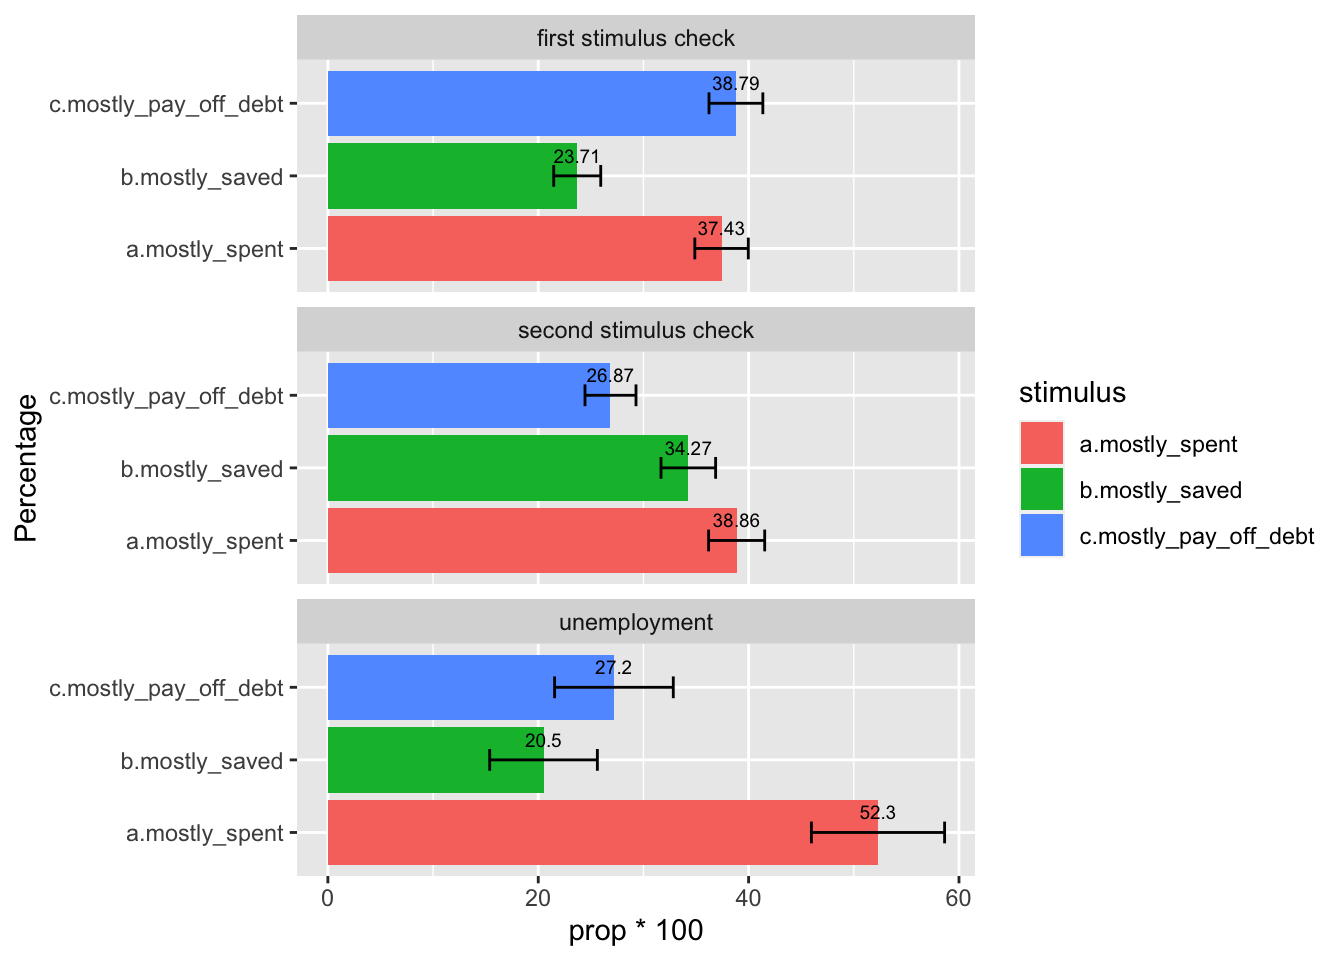 first stimulus check
c.mostly_pay_off_debt
38.79
b.mostly_saved
23.71
a.mostly_spent
37.43
second stimulus check
c.mostly_pay_off_debt
26.87
b.mostly_saved
34.27
a.mostly_spent
38.86
unemployment
c.mostly_pay_off_debt
27.2
b.mostly_saved
20.5
a.mostly_spent
52.3
0 20 40 60
prop * 100
Percentage
stimulus
a.mostly_spent
b.mostly_saved
c.mostly_pay_off_debt